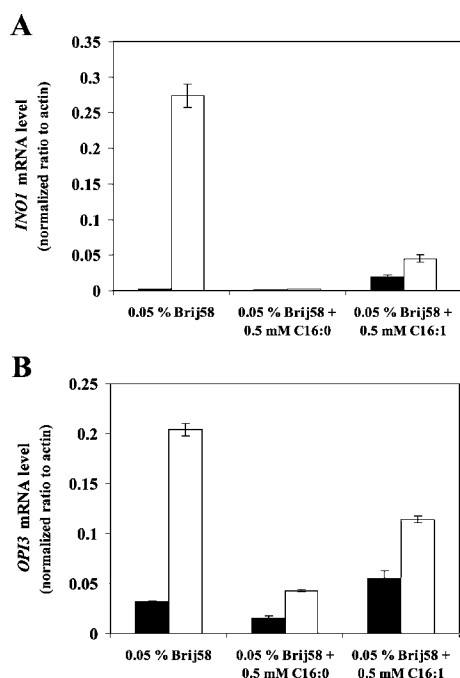 A
0.35
0.3
0.25
0.2
0.15
0.1
0.05
0
INO1 mRNA level
(normalized ratio to actin)
0.05 % Brij58
0.05 % Brij58 +
0.5 mM C16:0
0.05 % Brij58 +
0.5 mM C16:1
B
0.25
0.2
0.15
0.1
0.05
0
OPI3 mRNA level
(normalized ratio to actin)
0.05 % Brij58
0.05 % Brij58 +
0.5 mM C16:0
0.05 % Brij58 +
0.5 mM C16:1